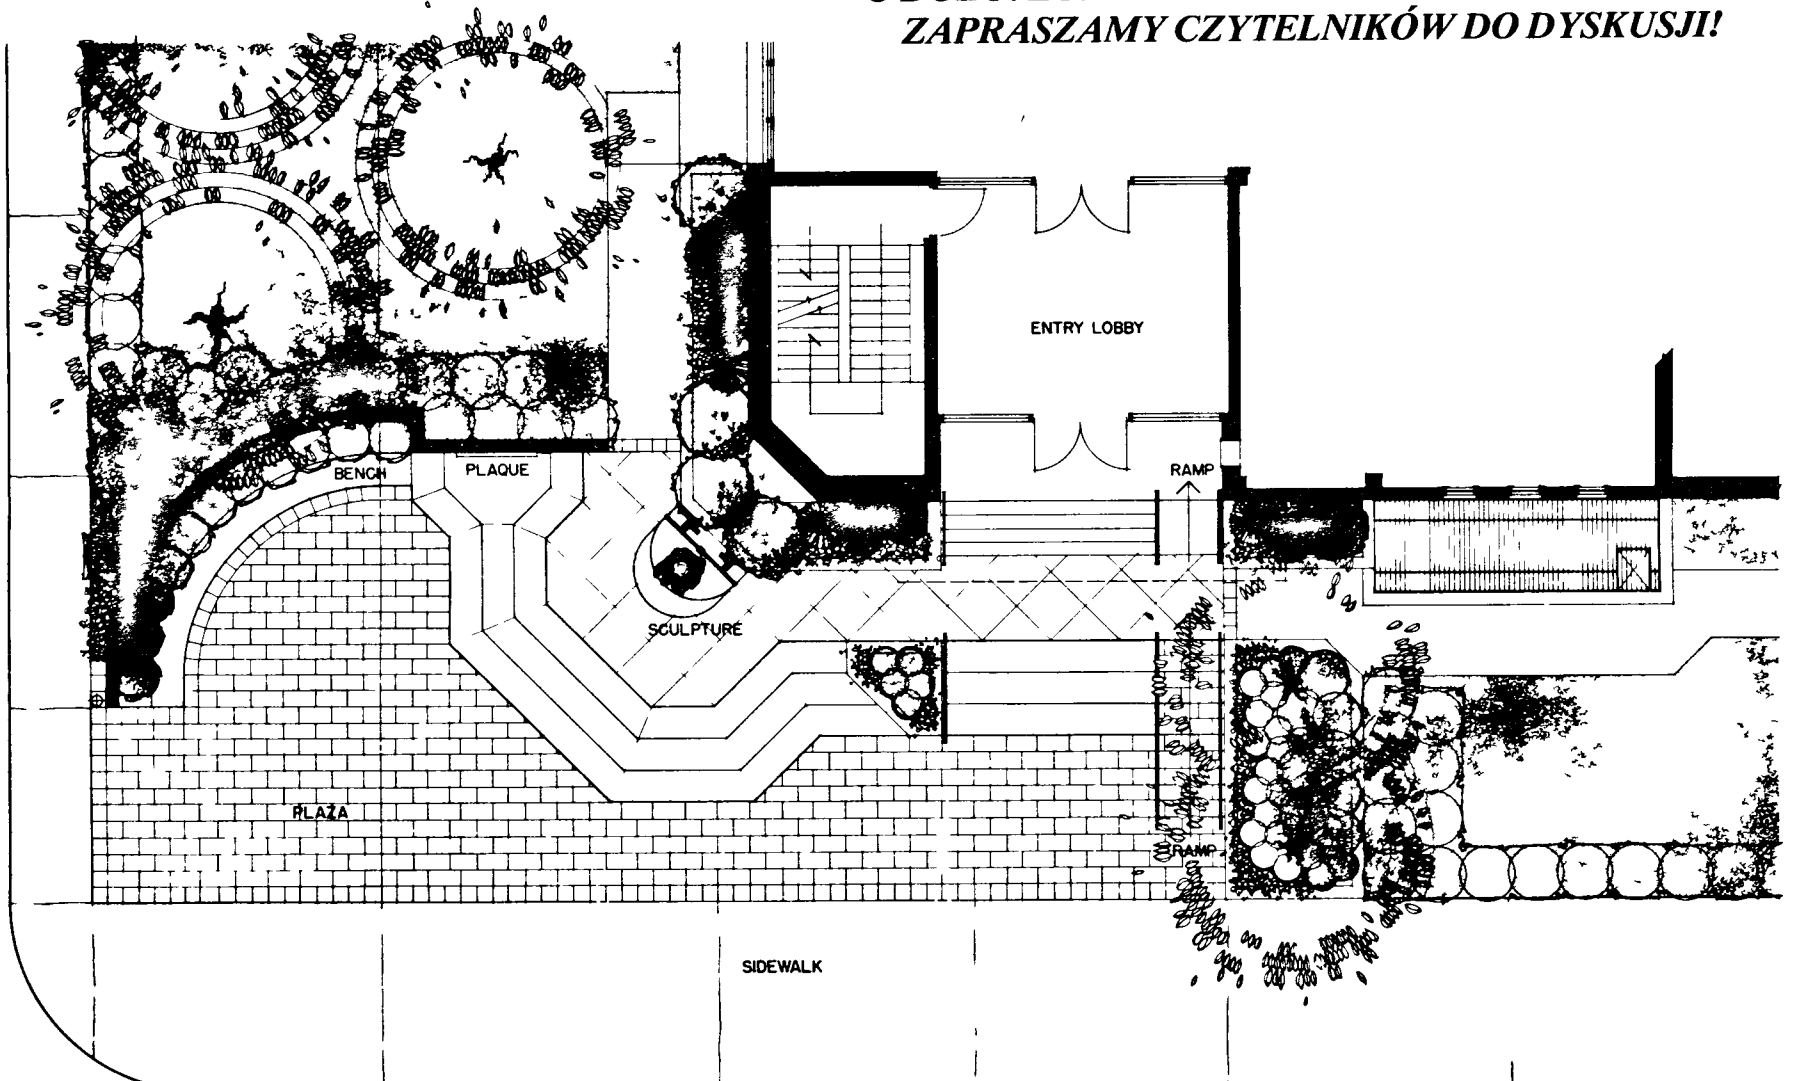 ZAPRASZAMY CZYTELNIKÓW DO DYSKUSJI!
ENTRY LOBBY
BENCH
PLAQUE
RAMP
SCULPTURE
PLAZA
RAMP
SIDEWALK